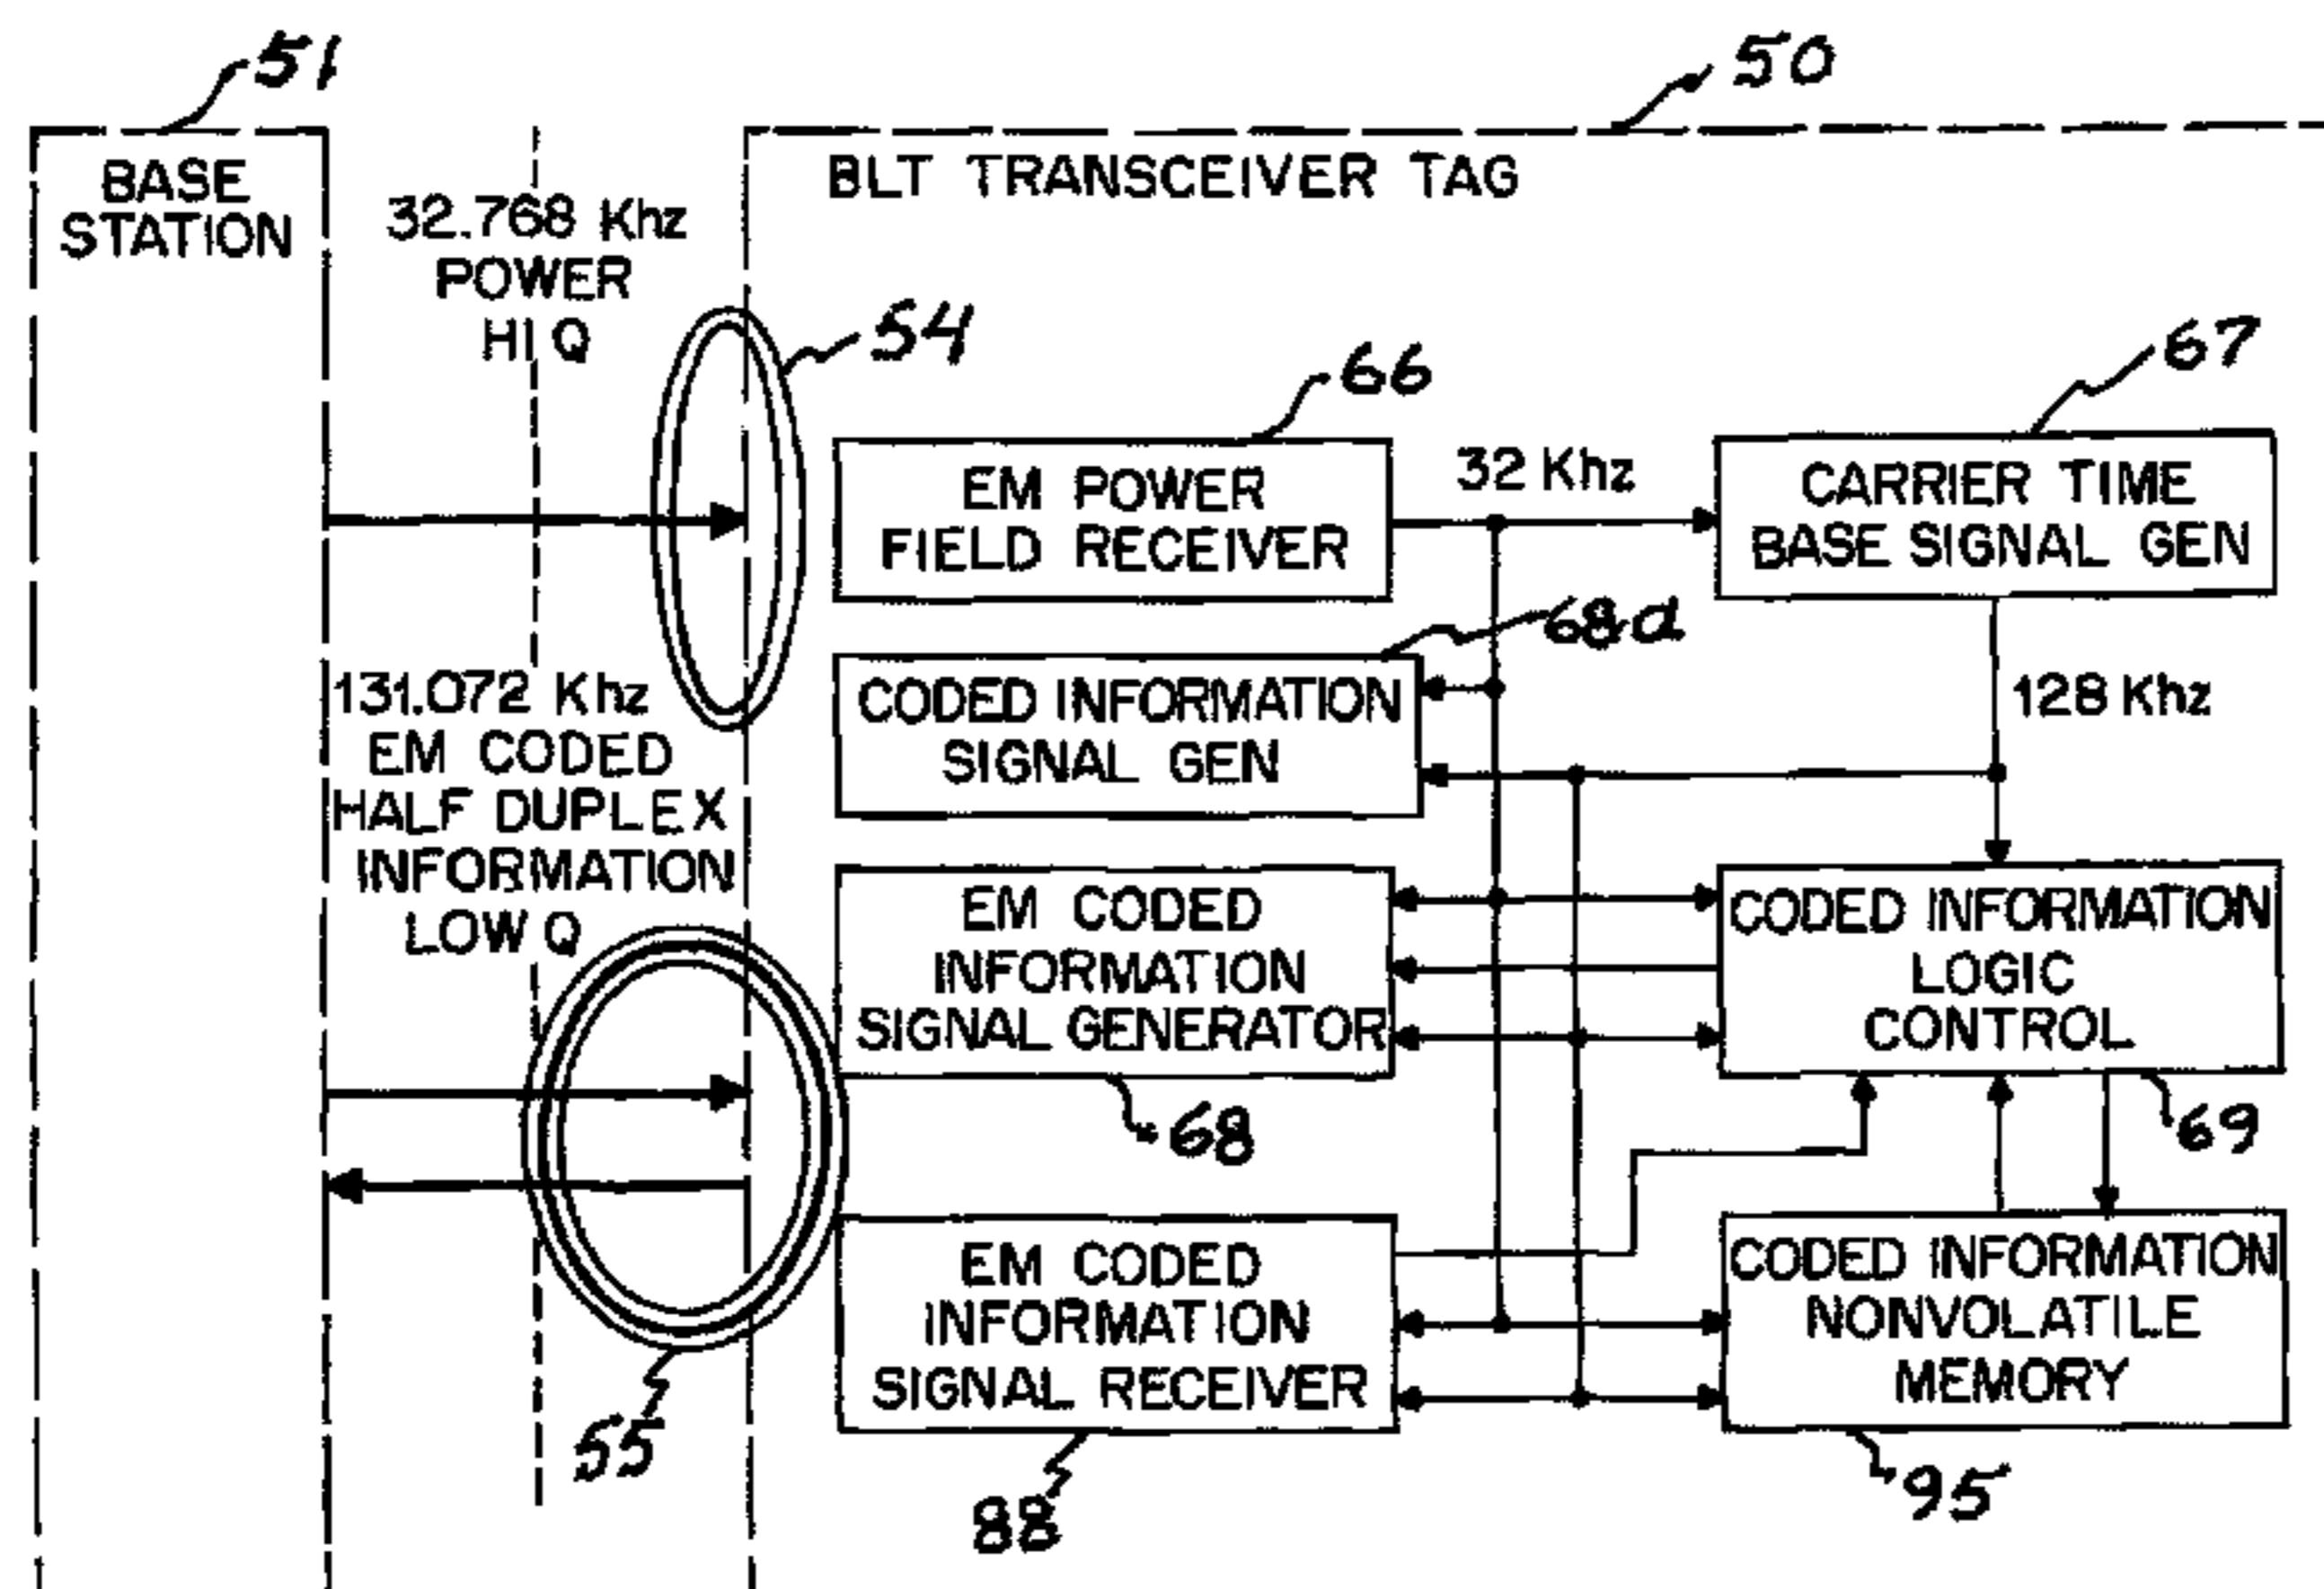 51
50
BASE
STATION
32.768 Khz
POWER
HI Q
BLT TRANSCEIVER TAG
54
66
67
EM POWER
FIELD RECEIVER
32 Khz
CARRIER TIME
BASE SIGNAL GEN
68a
131.072 Khz
EM CODED
HALF DUPLEX
INFORMATION
LOW Q
CODED INFORMATION
SIGNAL GEN
128 Khz
EM CODED
INFORMATION
SIGNAL GENERATOR
CODED INFORMATION
LOGIC
CONTROL
68
69
55
EM CODED
INFORMATION
SIGNAL RECEIVER
CODED INFORMATION
NONVOLATILE
MEMORY
88
95